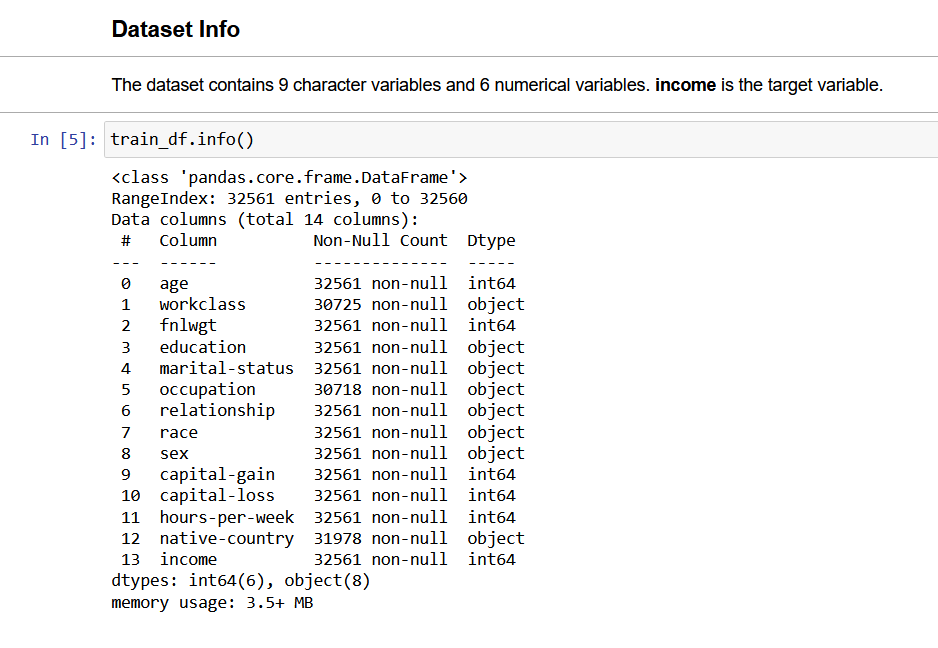 Dataset Info
The dataset contains 9 character variables and 6 numerical variables. income is the target variable.
In [5]: train_df.info()
<class 'pandas.core.frame.DataFrame'>
RangeIndex: 32561 entries, 0 to 32560
Data columns (total 14 columns):
 #   Column          Non-Null Count  Dtype
---  ------          --------------  -----
 0   age             32561 non-null  int64
 1   workclass       30725 non-null  object
 2   fnlwgt          32561 non-null  int64
 3   education       32561 non-null  object
 4   marital-status  32561 non-null  object
 5   occupation      30718 non-null  object
 6   relationship    32561 non-null  object
 7   race            32561 non-null  object
 8   sex             32561 non-null  object
 9   capital-gain    32561 non-null  int64
 10  capital-loss    32561 non-null  int64
 11  hours-per-week  32561 non-null  int64
 12  native-country  31978 non-null  object
 13  income          32561 non-null  int64
dtypes: int64(6), object(8)
memory usage: 3.5+ MB